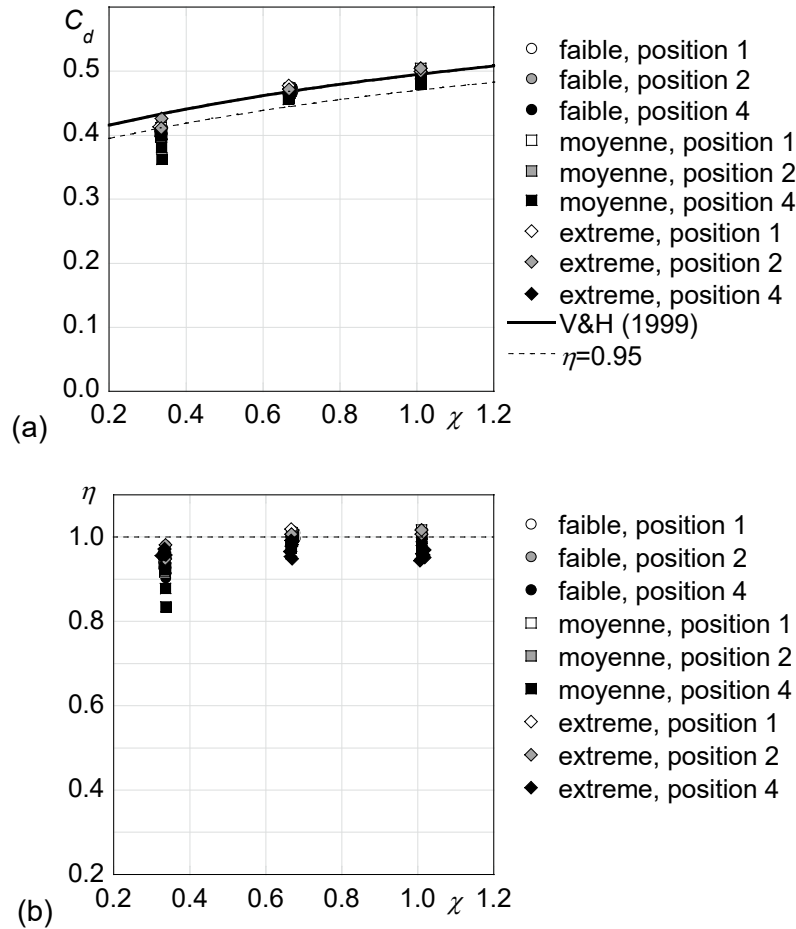 C_d
0.5
0.4
0.3
0.2
0.1
0.0
0.2 0.4 0.6 0.8 1.0 χ 1.2
(a)
faible, position 1
faible, position 2
faible, position 4
moyenne, position 1
moyenne, position 2
moyenne, position 4
extreme, position 1
extreme, position 2
extreme, position 4
V&H (1999)
η=0.95
η
1.0
0.8
0.6
0.4
0.2
0.2 0.4 0.6 0.8 1.0 χ 1.2
(b)
faible, position 1
faible, position 2
faible, position 4
moyenne, position 1
moyenne, position 2
moyenne, position 4
extreme, position 1
extreme, position 2
extreme, position 4